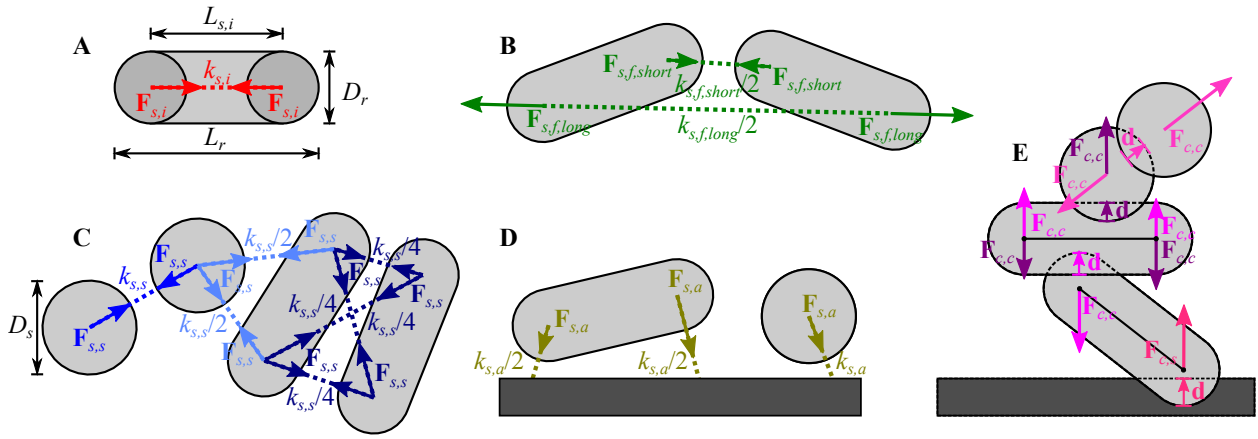 A
L_{s,i}
k_{s,i}
F_{s,i}
F_{s,i}
D_r
L_r
B
F_{s,f,short}
F_{s,f,short}
k_{s,f,short}/2
F_{s,f,long}
k_{s,f,long}/2
F_{s,f,long}
C
D_s
F_{s,s}
k_{s,s}
F_{s,s}
k_{s,s}/2
F_{s,s}
F_{s,s}
k_{s,s}/2
F_{s,s}
k_{s,s}/4
F_{s,s}
F_{s,s}
k_{s,s}/4
k_{s,s}/4
F_{s,s}
F_{s,s}
k_{s,s}/4
D
F_{s,a}
k_{s,a}/2
F_{s,a}
k_{s,a}/2
F_{s,a}
k_{s,a}
E
F_{c,c}
d
F_{c,c}
F_{c,c}
d
F_{c,c}
F_{c,c}
F_{c,c}
F_{c,c}
d
F_{c,c}
F_{c,s}
d